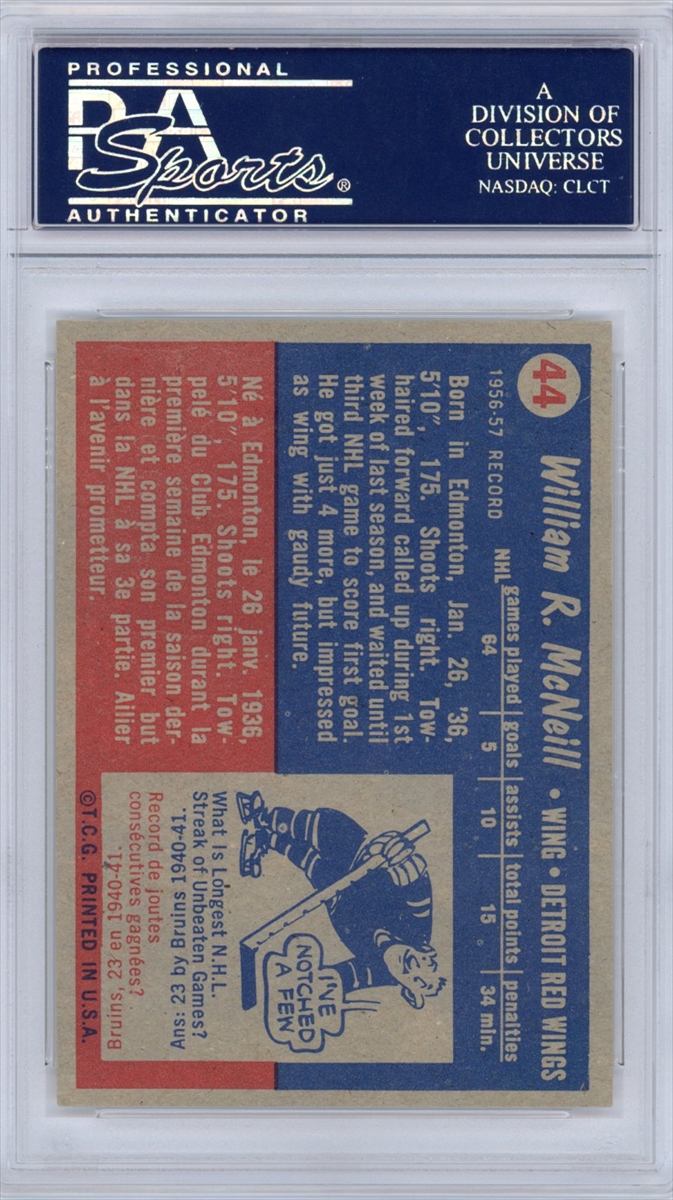 PROFESSIONAL
PSA
Sports®
AUTHENTICATOR
A
DIVISION OF
COLLECTORS
UNIVERSE
NASDAQ: CLCT
44 William R. McNeill • WING • DETROIT RED WINGS
1956-57 RECORD games played goals assists total points penalties
NHL 64 5 10 15 34 min.
Born in Edmonton, Jan. 26, '36,
5'10", 175. Shoots right. Tow-
haired forward called up during 1st
week of last season, and waited until
third NHL game to score first goal.
He got just 4 more, but impressed
as wing with gaudy future.
Né à Edmonton, le 26 janv. 1936,
5'10", 175. Shoots right. Tow-
pelé du Club Edmonton durant la
première semaine de la saison der-
nière et compta son premier but
dans la NHL à sa 3e partie. Ailier
à l'avenir prometteur.
I'VE
NOTCHED
A FEW
What Is Longest N.H.L.
Streak of Unbeaten Games?
Ans: 23 by Bruins 1940-41.
Record de joutes
consécutives gagnées?
Bruins, 23 en 1940-41.
©T.C.G. PRINTED IN U.S.A.